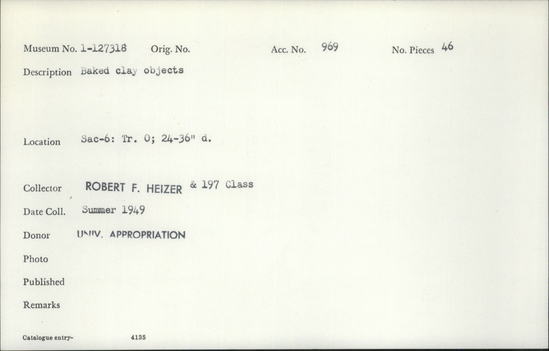 Museum No. 1-127318 Orig. No. Acc. No. 969 No. Pieces 46
Description Baked clay objects
Location Sac-6: Tr. O; 24-36" d.
Collector ROBERT F. HEIZER & 197 Class
Date Coll. Summer 1949
Donor UNIV. APPROPRIATION
Photo
Published
Remarks
Catalogue entry- 4135